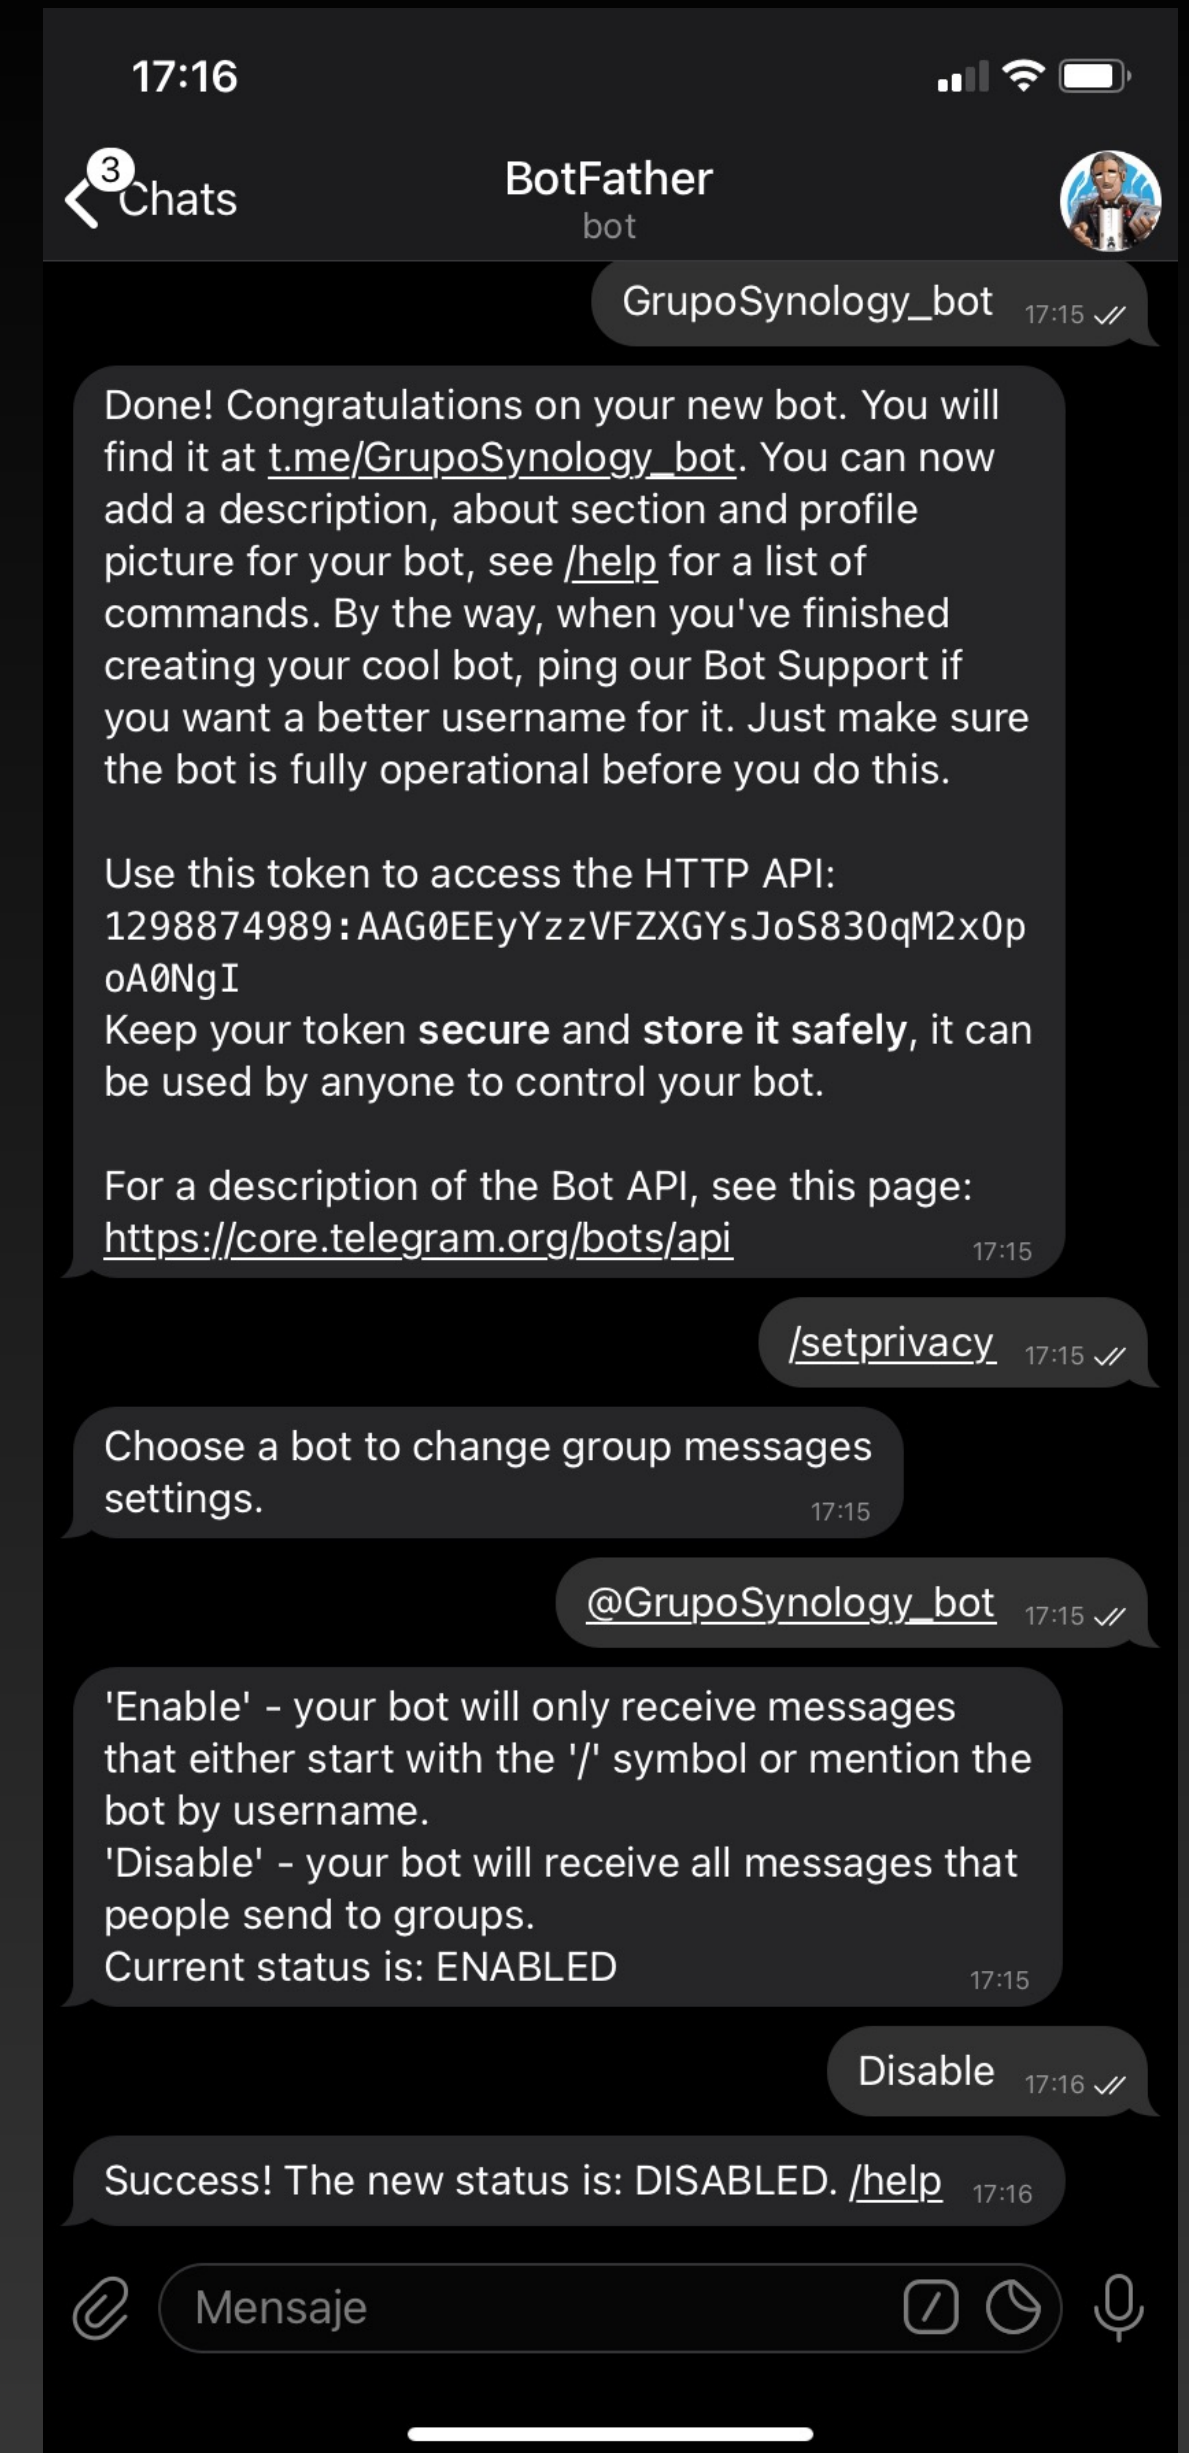 17:16
3
Chats
BotFather
bot
GrupoSynology_bot 17:15
Done! Congratulations on your new bot. You will
find it at t.me/GrupoSynology_bot. You can now
add a description, about section and profile
picture for your bot, see /help for a list of
commands. By the way, when you've finished
creating your cool bot, ping our Bot Support if
you want a better username for it. Just make sure
the bot is fully operational before you do this.
Use this token to access the HTTP API:
1298874989:AAG0EEyYzzVFZXGYsJoS83OqM2xOp
oA0NgI
Keep your token secure and store it safely, it can
be used by anyone to control your bot.
For a description of the Bot API, see this page:
https://core.telegram.org/bots/api 17:15
/setprivacy 17:15
Choose a bot to change group messages
settings. 17:15
@GrupoSynology_bot 17:15
'Enable' - your bot will only receive messages
that either start with the '/' symbol or mention the
bot by username.
'Disable' - your bot will receive all messages that
people send to groups.
Current status is: ENABLED 17:15
Disable 17:16
Success! The new status is: DISABLED. /help 17:16
Mensaje